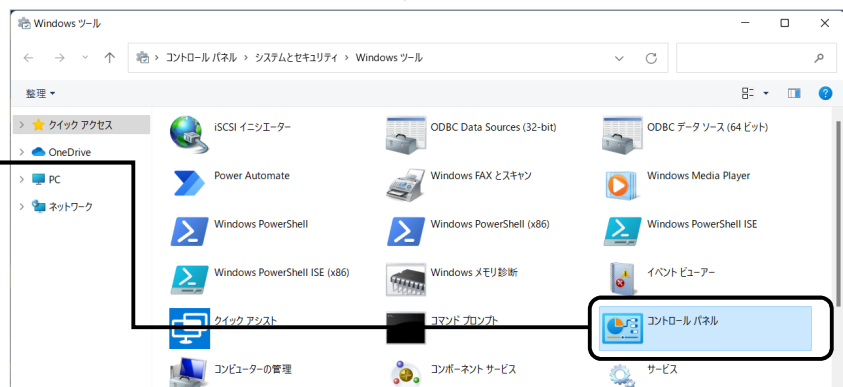 Windows ツール
コントロール パネル › システムとセキュリティ › Windows ツール
整理
クイック アクセス
OneDrive
PC
ネットワーク
iSCSI イニシエーター
ODBC Data Sources (32-bit)
ODBC データ ソース (64 ビット)
Power Automate
Windows FAX とスキャン
Windows Media Player
Windows PowerShell
Windows PowerShell (x86)
Windows PowerShell ISE
Windows PowerShell ISE (x86)
Windows メモリ診断
イベント ビューアー
クイック アシスト
コマンド プロンプト
コントロール パネル
コンピューターの管理
コンポーネント サービス
サービス